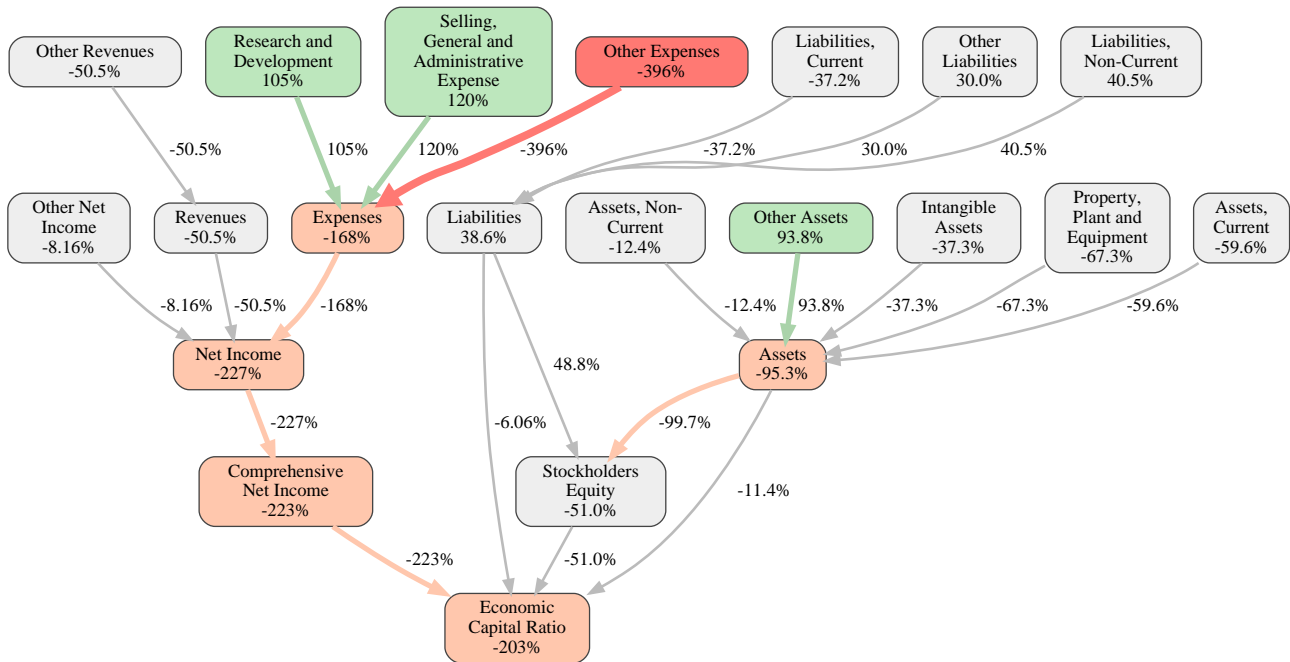 Other Revenues
-50.5%
Research and
Development
105%
Selling,
General and
Administrative
Expense
120%
Other Expenses
-396%
Liabilities,
Current
-37.2%
Other
Liabilities
30.0%
Liabilities,
Non-Current
40.5%
-50.5%
105%
120%
-396%
-37.2%
30.0%
40.5%
Other Net
Income
-8.16%
Revenues
-50.5%
Expenses
-168%
Liabilities
38.6%
Assets, Non-
Current
-12.4%
Other Assets
93.8%
Intangible
Assets
-37.3%
Property,
Plant and
Equipment
-67.3%
Assets,
Current
-59.6%
-8.16%
-50.5%
-168%
-12.4%
93.8%
-37.3%
-67.3%
-59.6%
Net Income
-227%
48.8%
Assets
-95.3%
-227%
-6.06%
-99.7%
Comprehensive
Net Income
-223%
Stockholders
Equity
-51.0%
-11.4%
-223%
-51.0%
Economic
Capital Ratio
-203%